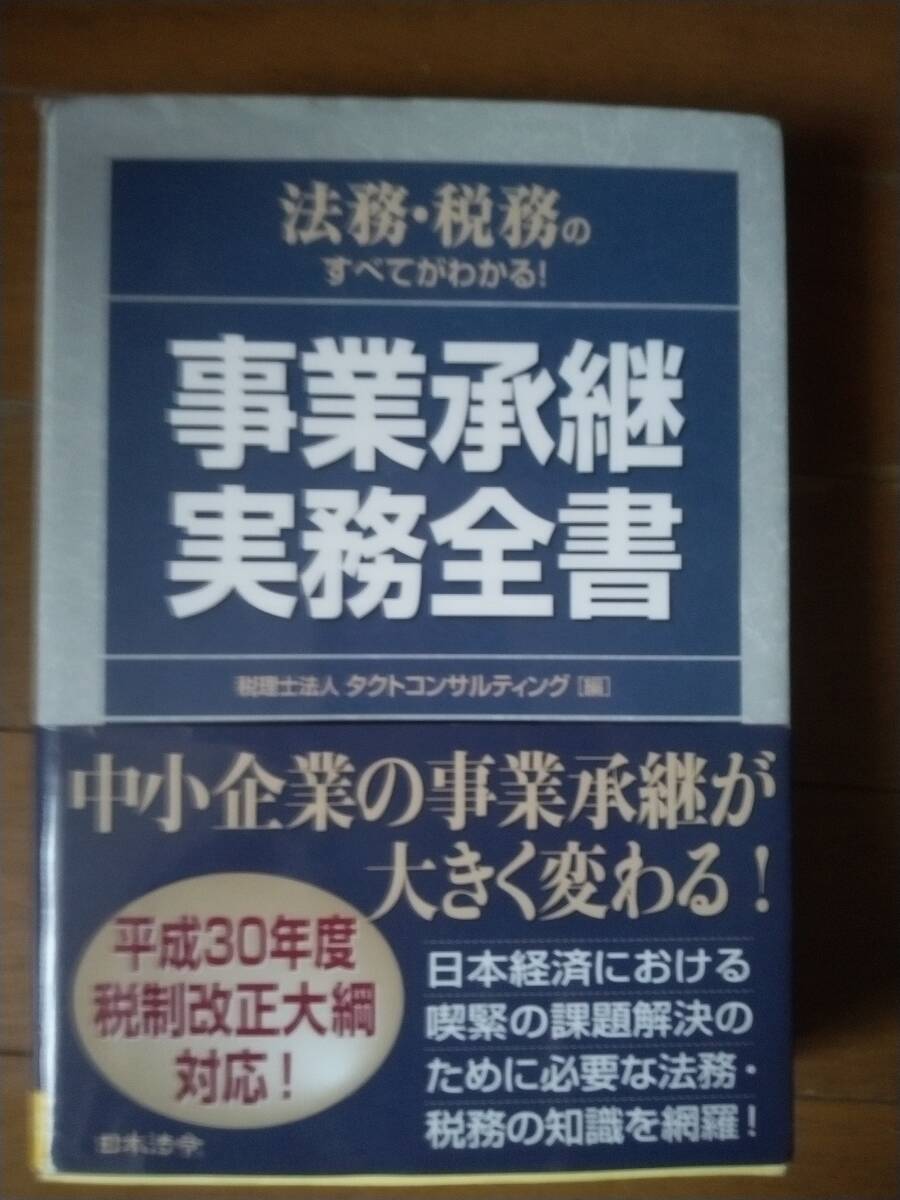 法務・税務の
すべてがわかる!
事業承継
実務全書
税理士法人 タクトコンサルティング [編]
中小企業の事業承継が
大きく変わる!
平成30年度
税制改正大綱
対応!
日本経済における
喫緊の課題解決の
ために必要な法務・
税務の知識を網羅!
日本法令